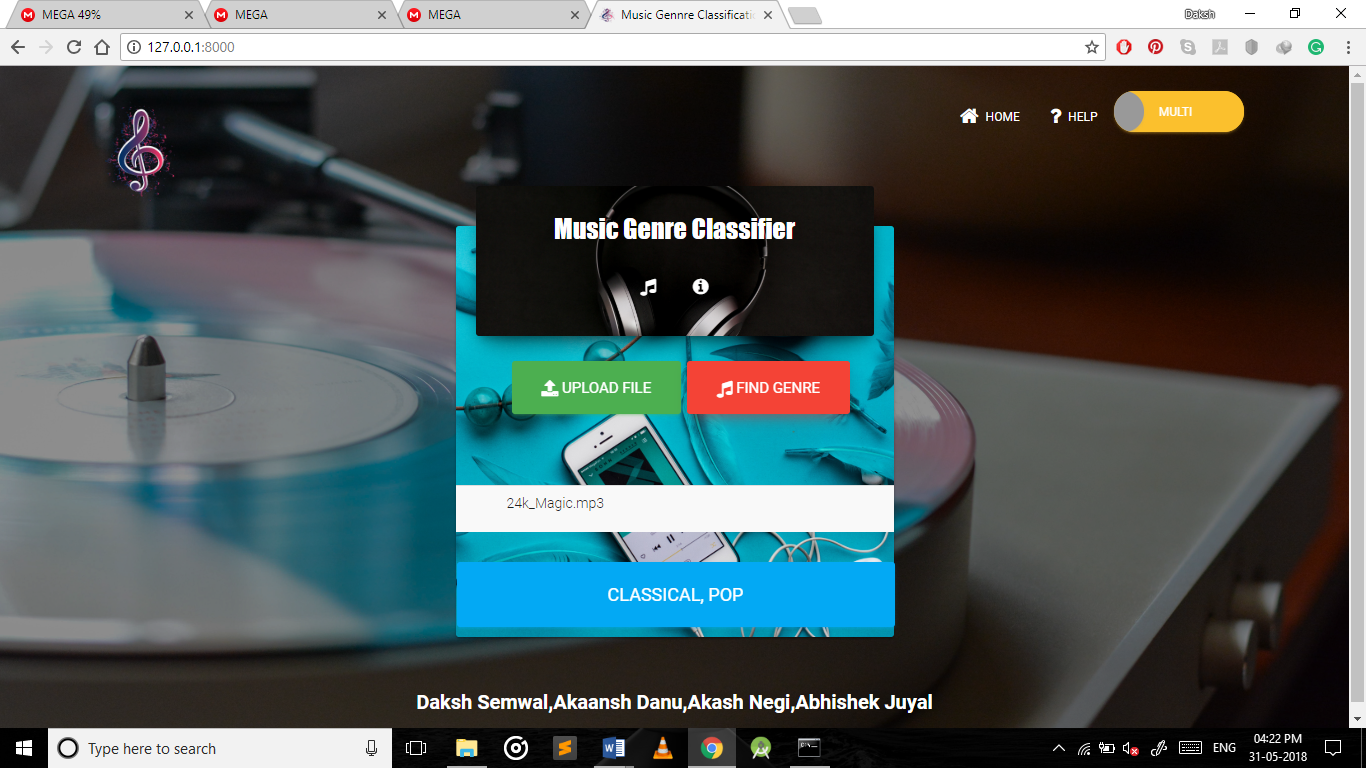 MEGA 49%
MEGA
MEGA
Music Gennre Classificati
Daksh
127.0.0.1:8000
HOME
? HELP
MULTI
Music Genre Classifier
UPLOAD FILE
FIND GENRE
24k_Magic.mp3
CLASSICAL, POP
Daksh Semwal,Akaansh Danu,Akash Negi,Abhishek Juyal
Type here to search
ENG
04:22 PM
31-05-2018